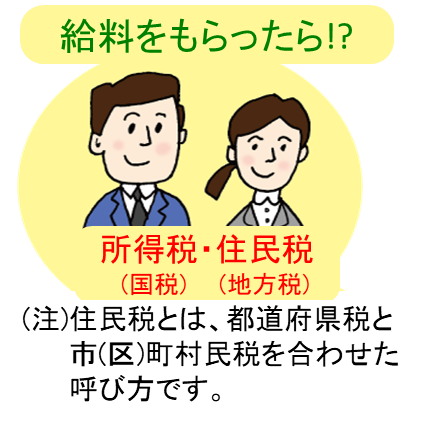 給料をもらったら!?
所得税・住民税
（国税）　（地方税）
(注)住民税とは、都道府県税と
市(区)町村民税を合わせた
呼び方です。